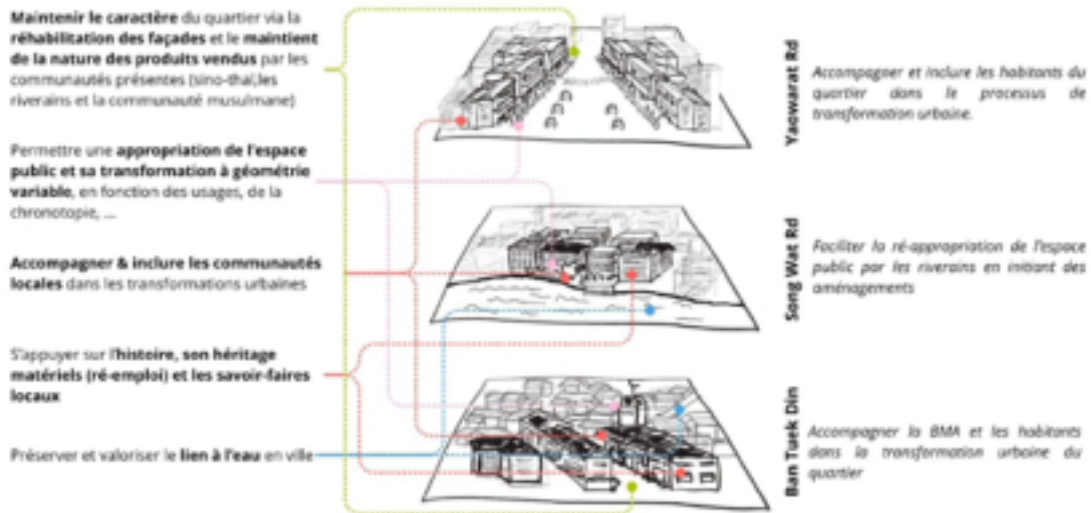 Maintenir le caractère du quartier via la
réhabilitation des façades et le maintient
de la nature des produits vendus par les
communautés présentes (sino-thaï,les
riverains et la communauté musulmane)
Permettre une appropriation de l'espace
public et sa transformation à géométrie
variable, en fonction des usages, de la
chronotopie, ...
Accompagner & inclure les communautés
locales dans les transformations urbaines
S'appuyer sur l'histoire, son héritage
matériels (ré-emploi) et les savoir-faires
locaux
Préserver et valoriser le lien à l'eau en ville
Yaowarat Rd
Accompagner et inclure les habitants du
quartier dans le processus de
transformation urbaine.
Song Wat Rd
Faciliter la ré-appropriation de l'espace
public par les riverains en initiant des
aménagements
Ban Tuek Din
Accompagner la BMA et les habitants
dans la transformation urbaine du
quartier